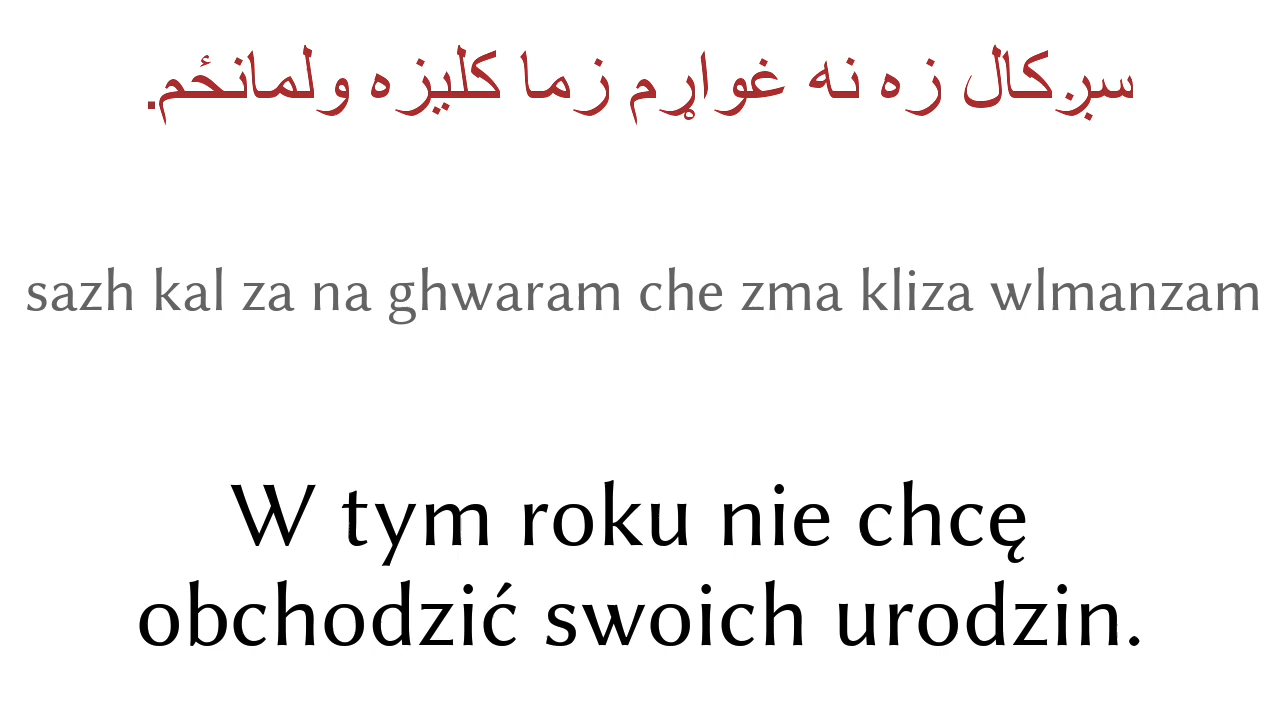 سږکال زه نه غواړم زما کلیزه ولمانځم.
sazh kal za na ghwaram che zma kliza wlmanzam
W tym roku nie chcę
obchodzić swoich urodzin.